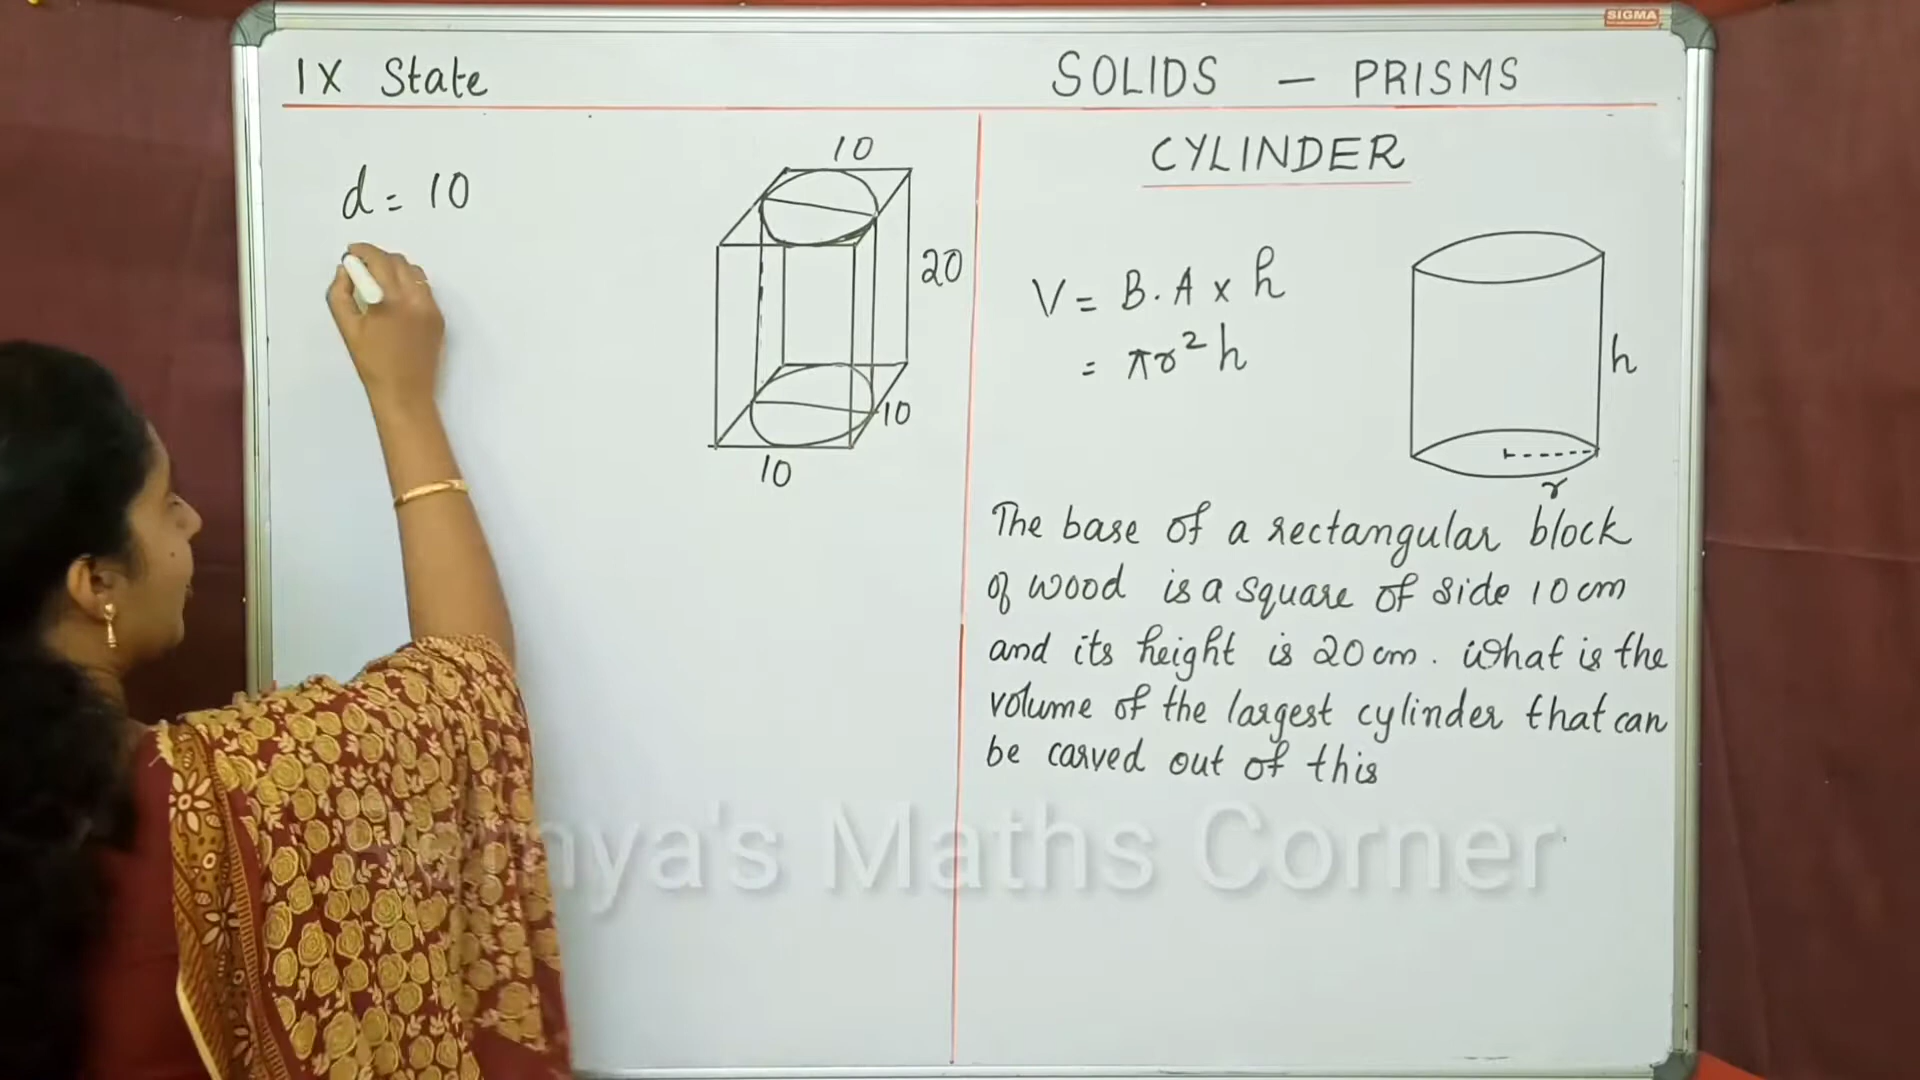 SIGMA
IX State
SOLIDS — PRISMS
d = 10
10
20
10
10
CYLINDER
V = B.A x h
= πr²h
h
r
The base of a rectangular block
of wood is a square of side 10 cm
and its height is 20 cm. What is the
volume of the largest cylinder that can
be carved out of this
Maths Corner